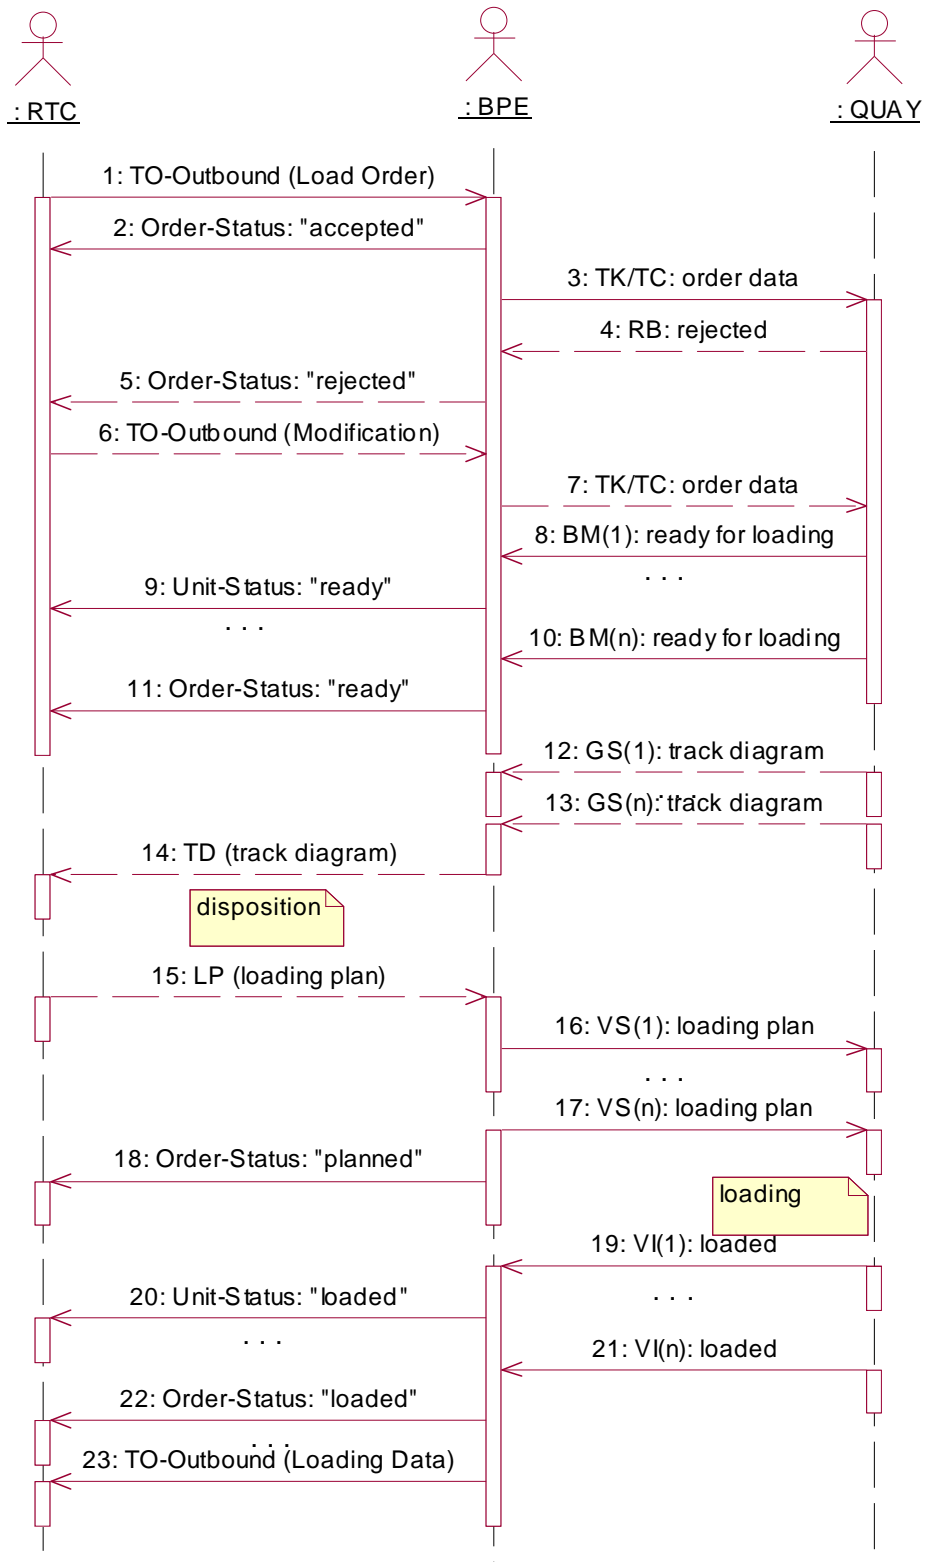 : RTC
: BPE
: QUAY
1: TO-Outbound (Load Order)
2: Order-Status: "accepted"
3: TK/TC: order data
4: RB: rejected
5: Order-Status: "rejected"
6: TO-Outbound (Modification)
7: TK/TC: order data
8: BM(1): ready for loading
. . .
9: Unit-Status: "ready"
. . .
10: BM(n): ready for loading
11: Order-Status: "ready"
12: GS(1): track diagram
. . .
13: GS(n): track diagram
14: TD (track diagram)
disposition
15: LP (loading plan)
16: VS(1): loading plan
. . .
17: VS(n): loading plan
18: Order-Status: "planned"
loading
19: VI(1): loaded
. . .
20: Unit-Status: "loaded"
. . .
21: VI(n): loaded
22: Order-Status: "loaded"
. . .
23: TO-Outbound (Loading Data)